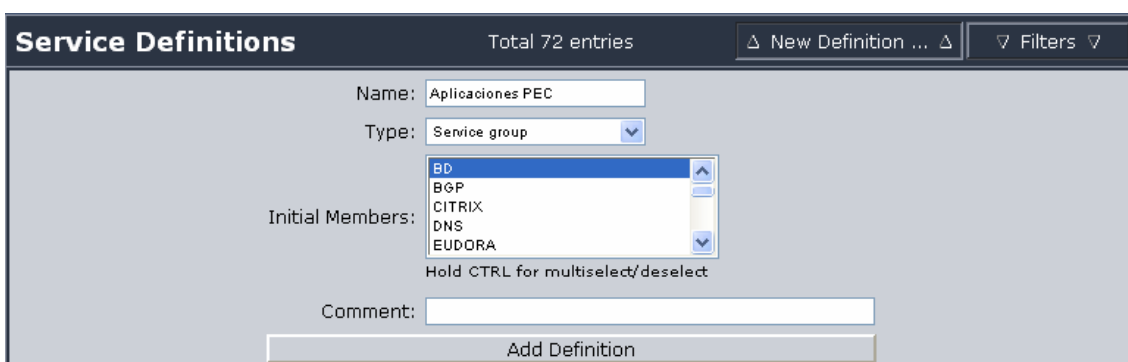 Service Definitions Total 72 entries Δ New Definition ... Δ ∇ Filters ∇
Name: Aplicaciones PEC
Type: Service group
Initial Members:
BD
BGP
CITRIX
DNS
EUDORA
Hold CTRL for multiselect/deselect
Comment:
Add Definition